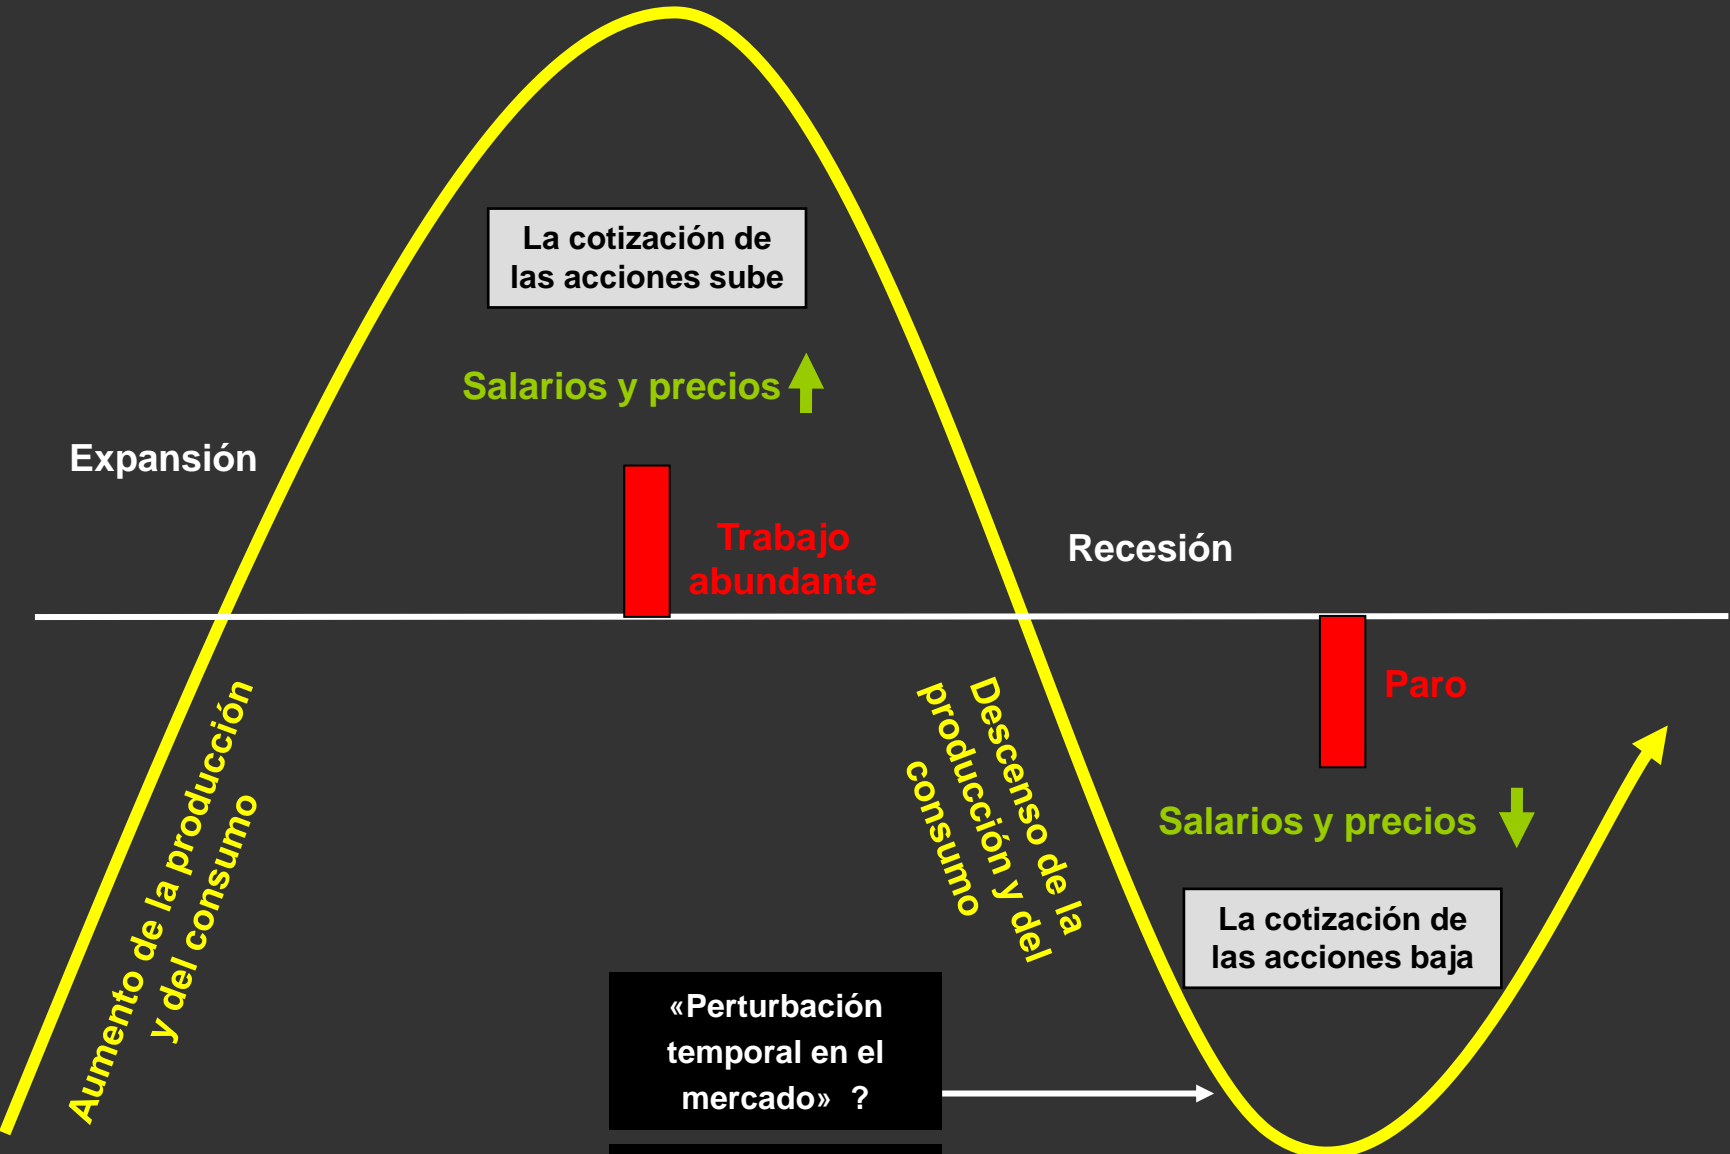 La cotización de
las acciones sube
Salarios y precios
Expansión
Trabajo
abundante
Recesión
Paro
Aumento de la producción
y del consumo
Descenso de la
producción y del
consumo
Salarios y precios
La cotización de
las acciones baja
«Perturbación
temporal en el
mercado» ?